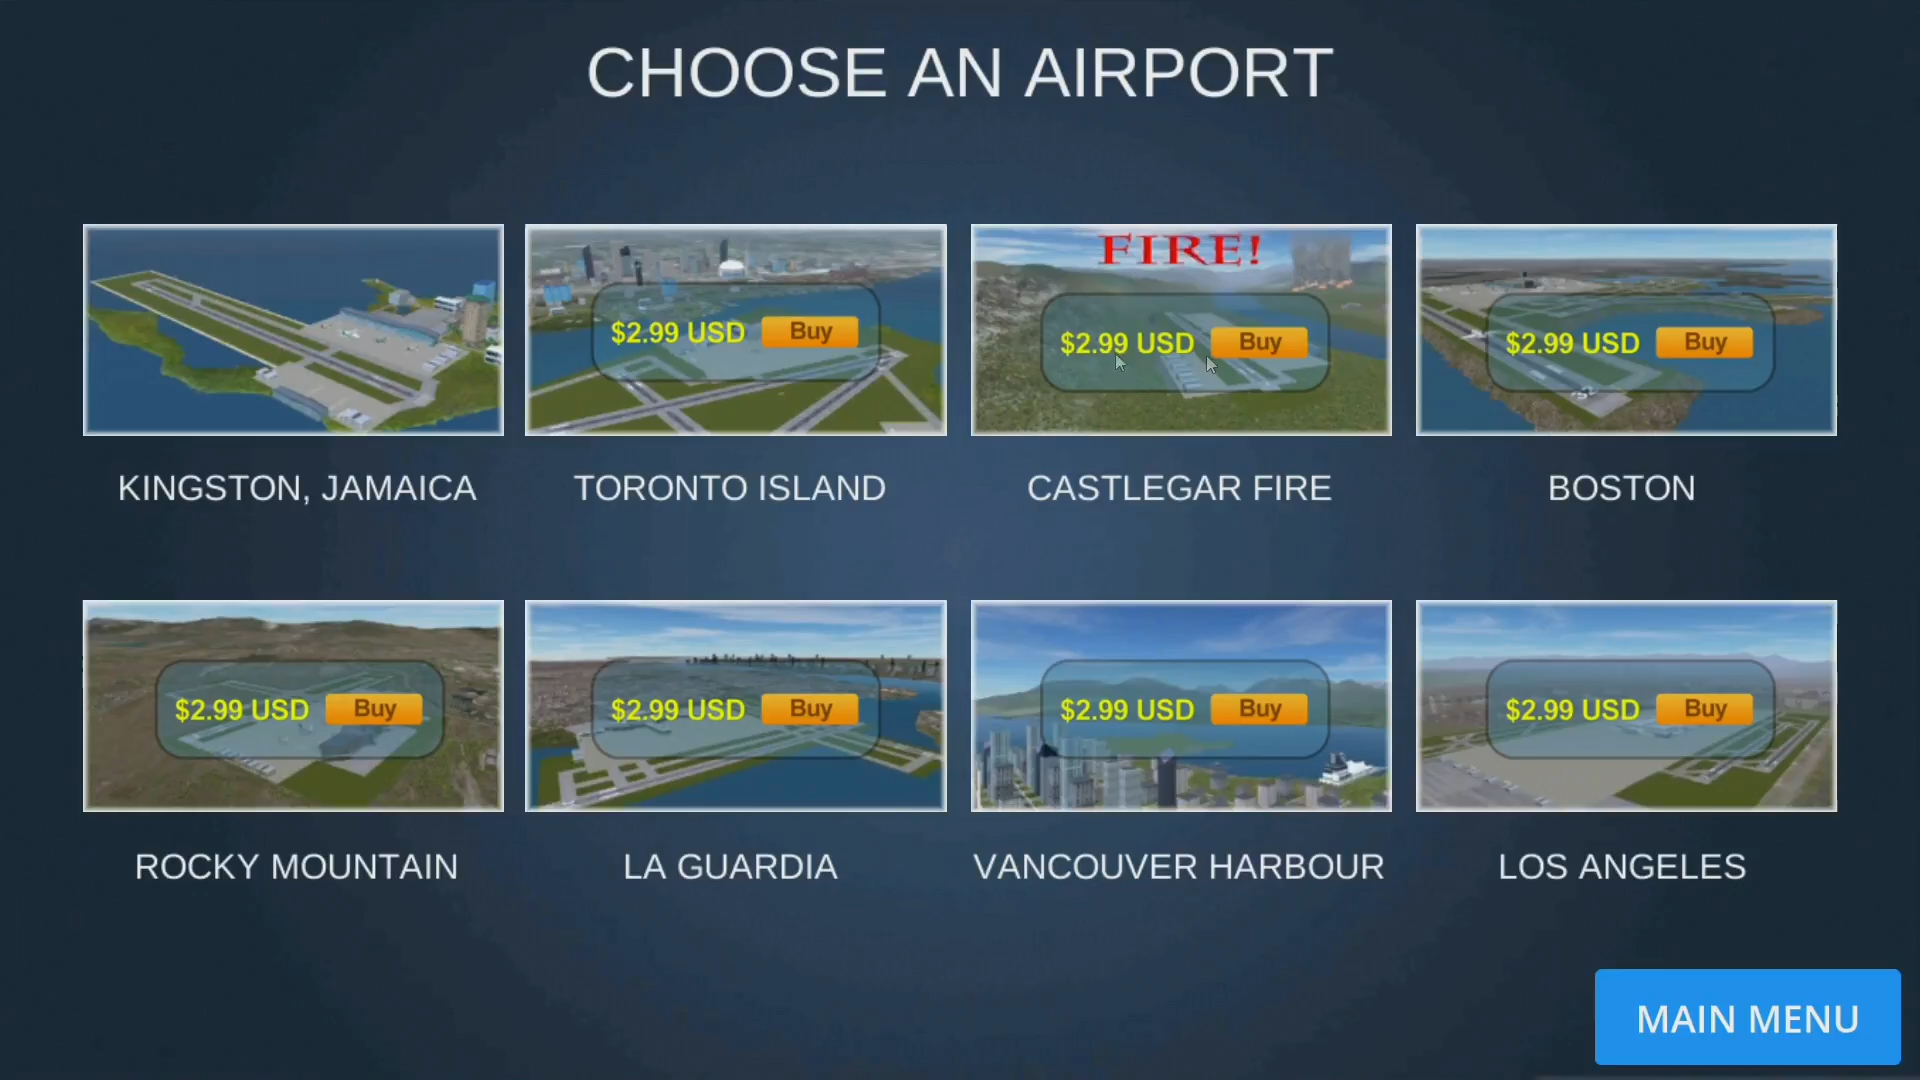 CHOOSE AN AIRPORT
FIRE!
$2.99 USD Buy
$2.99 USD Buy
$2.99 USD Buy
KINGSTON, JAMAICA
TORONTO ISLAND
CASTLEGAR FIRE
BOSTON
$2.99 USD Buy
$2.99 USD Buy
$2.99 USD Buy
$2.99 USD Buy
ROCKY MOUNTAIN
LA GUARDIA
VANCOUVER HARBOUR
LOS ANGELES
MAIN MENU